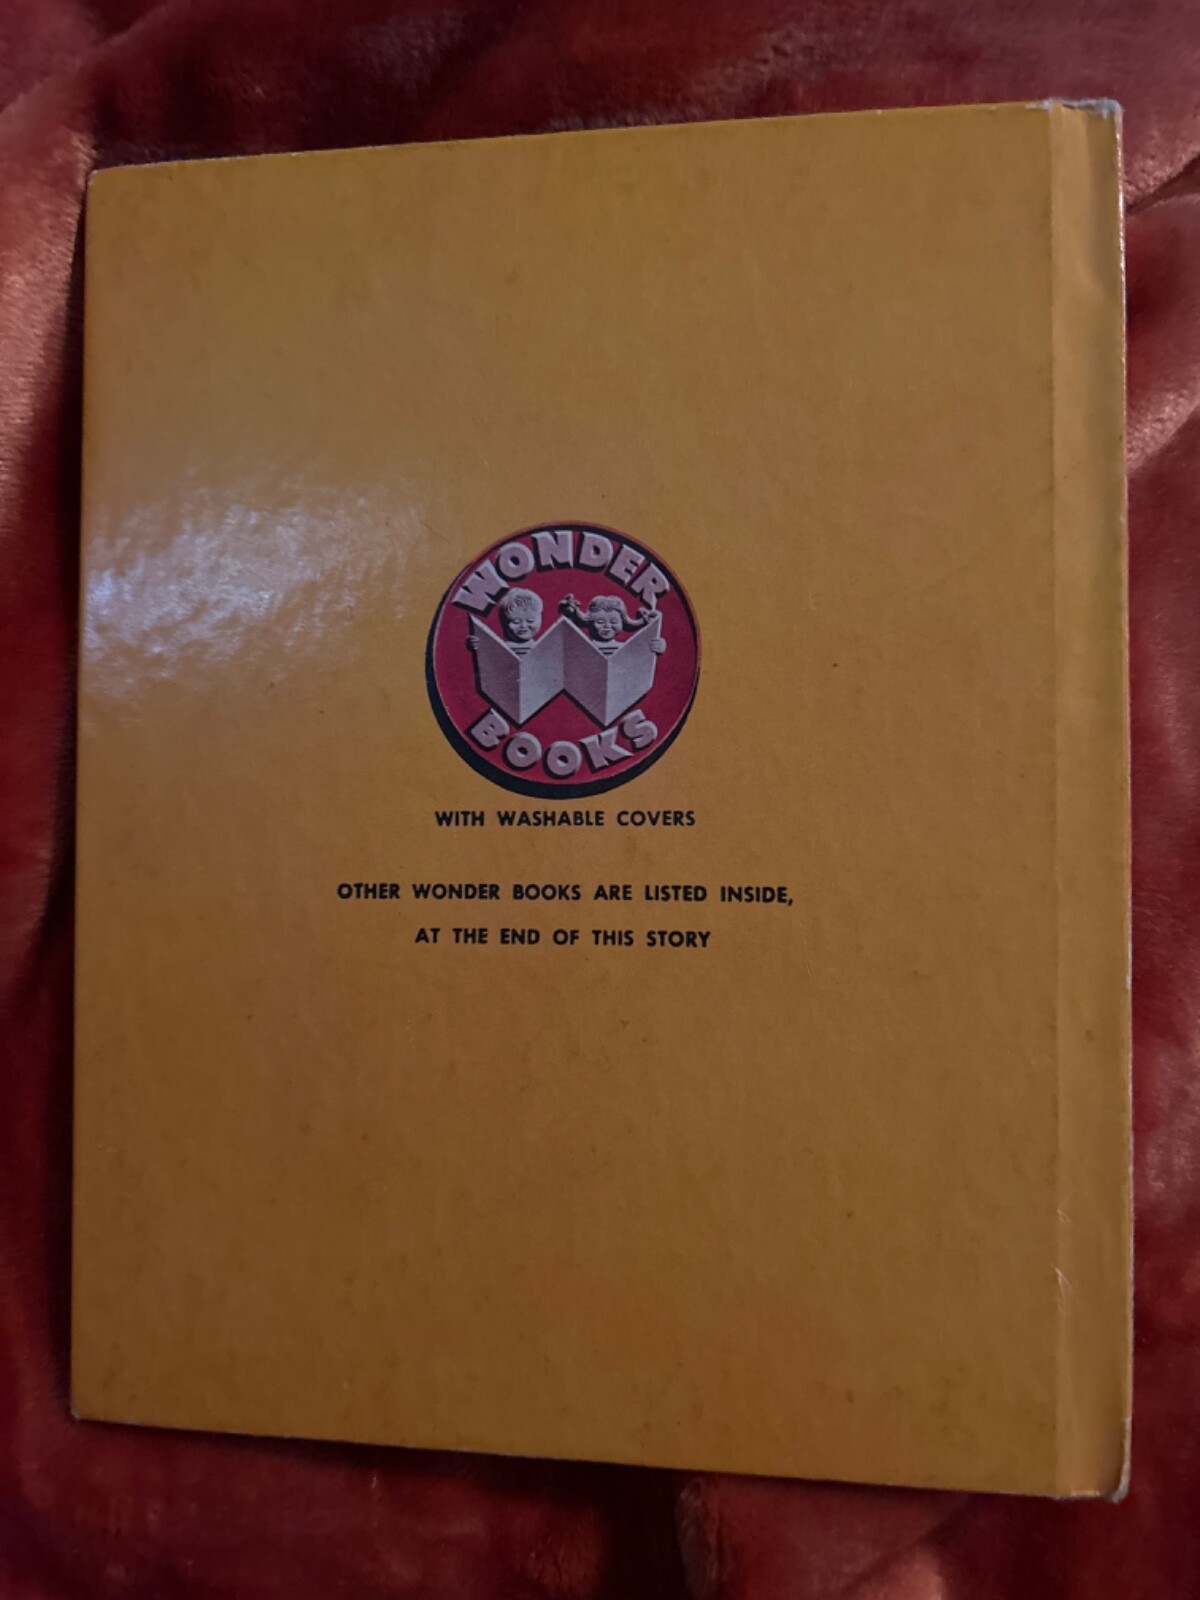 WONDER
BOOKS
WITH WASHABLE COVERS
OTHER WONDER BOOKS ARE LISTED INSIDE,
AT THE END OF THIS STORY